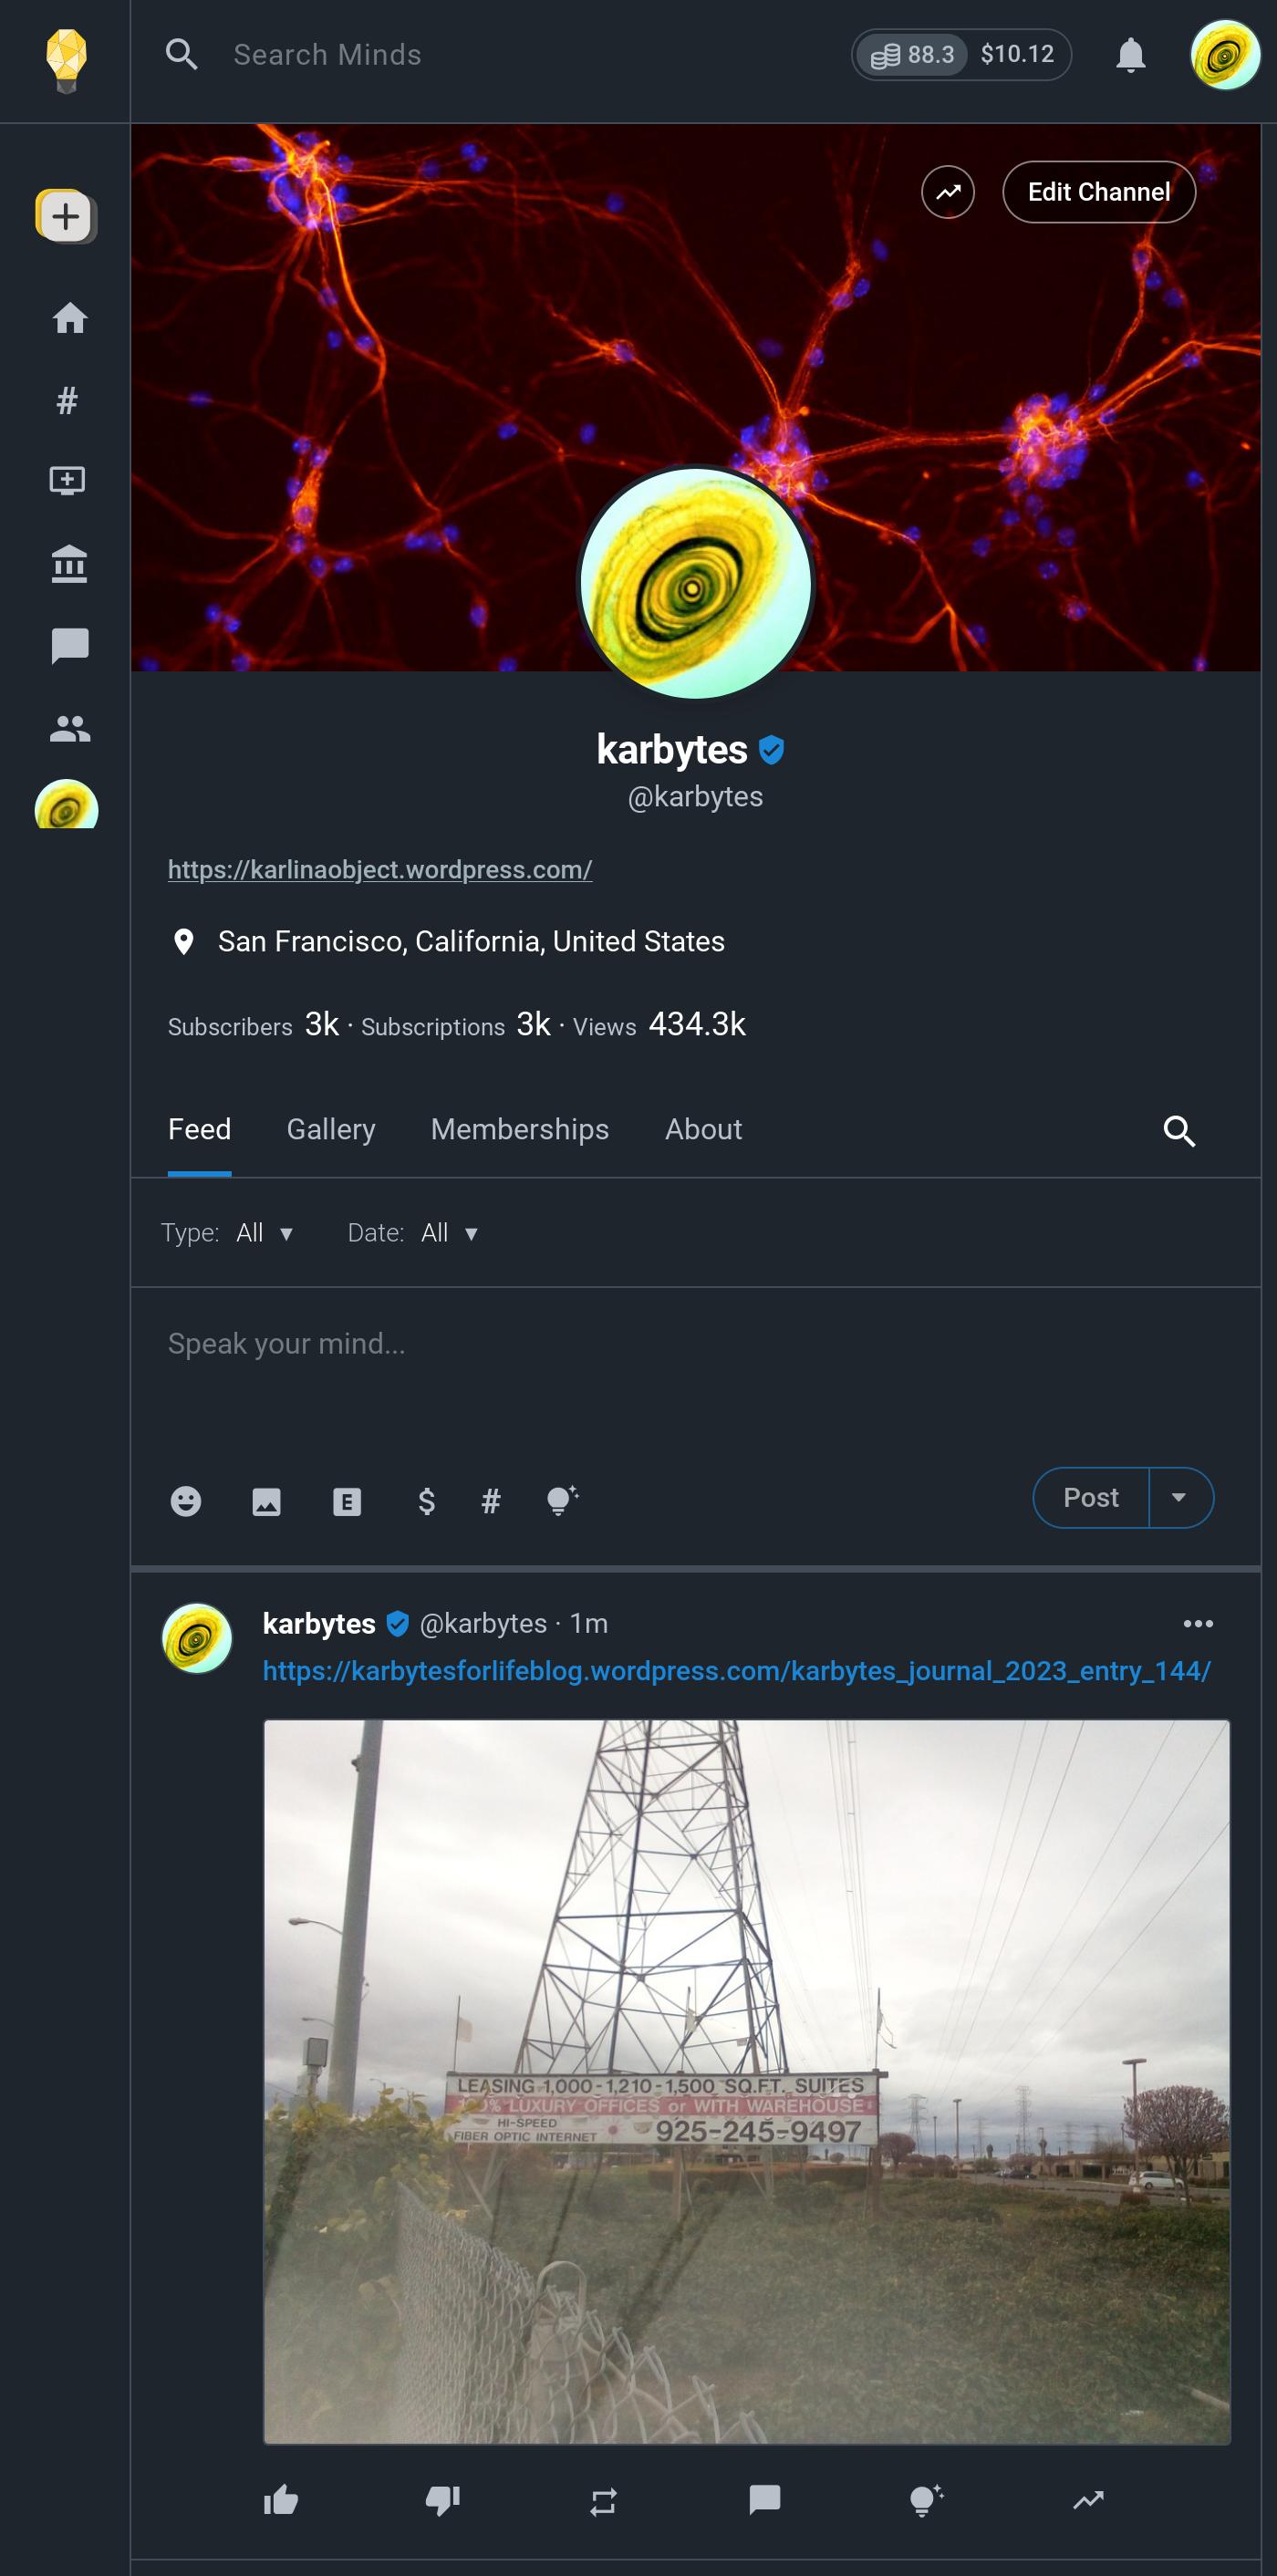 Search Minds
88.3 $10.12
Edit Channel
#
karbytes
@karbytes
https://karlinaobject.wordpress.com/
San Francisco, California, United States
Subscribers 3k · Subscriptions 3k · Views 434.3k
Feed Gallery Memberships About
Type: All ▾ Date: All ▾
Speak your mind...
E $ # Post
karbytes @karbytes · 1m
https://karbytesforlifeblog.wordpress.com/karbytes_journal_2023_entry_144/
LEASING 1,000-1,210-1,500 SQ.FT. SUITES
LUXURY OFFICES or WITH WAREHOUSE
HI-SPEED
FIBER OPTIC INTERNET
925-245-9497